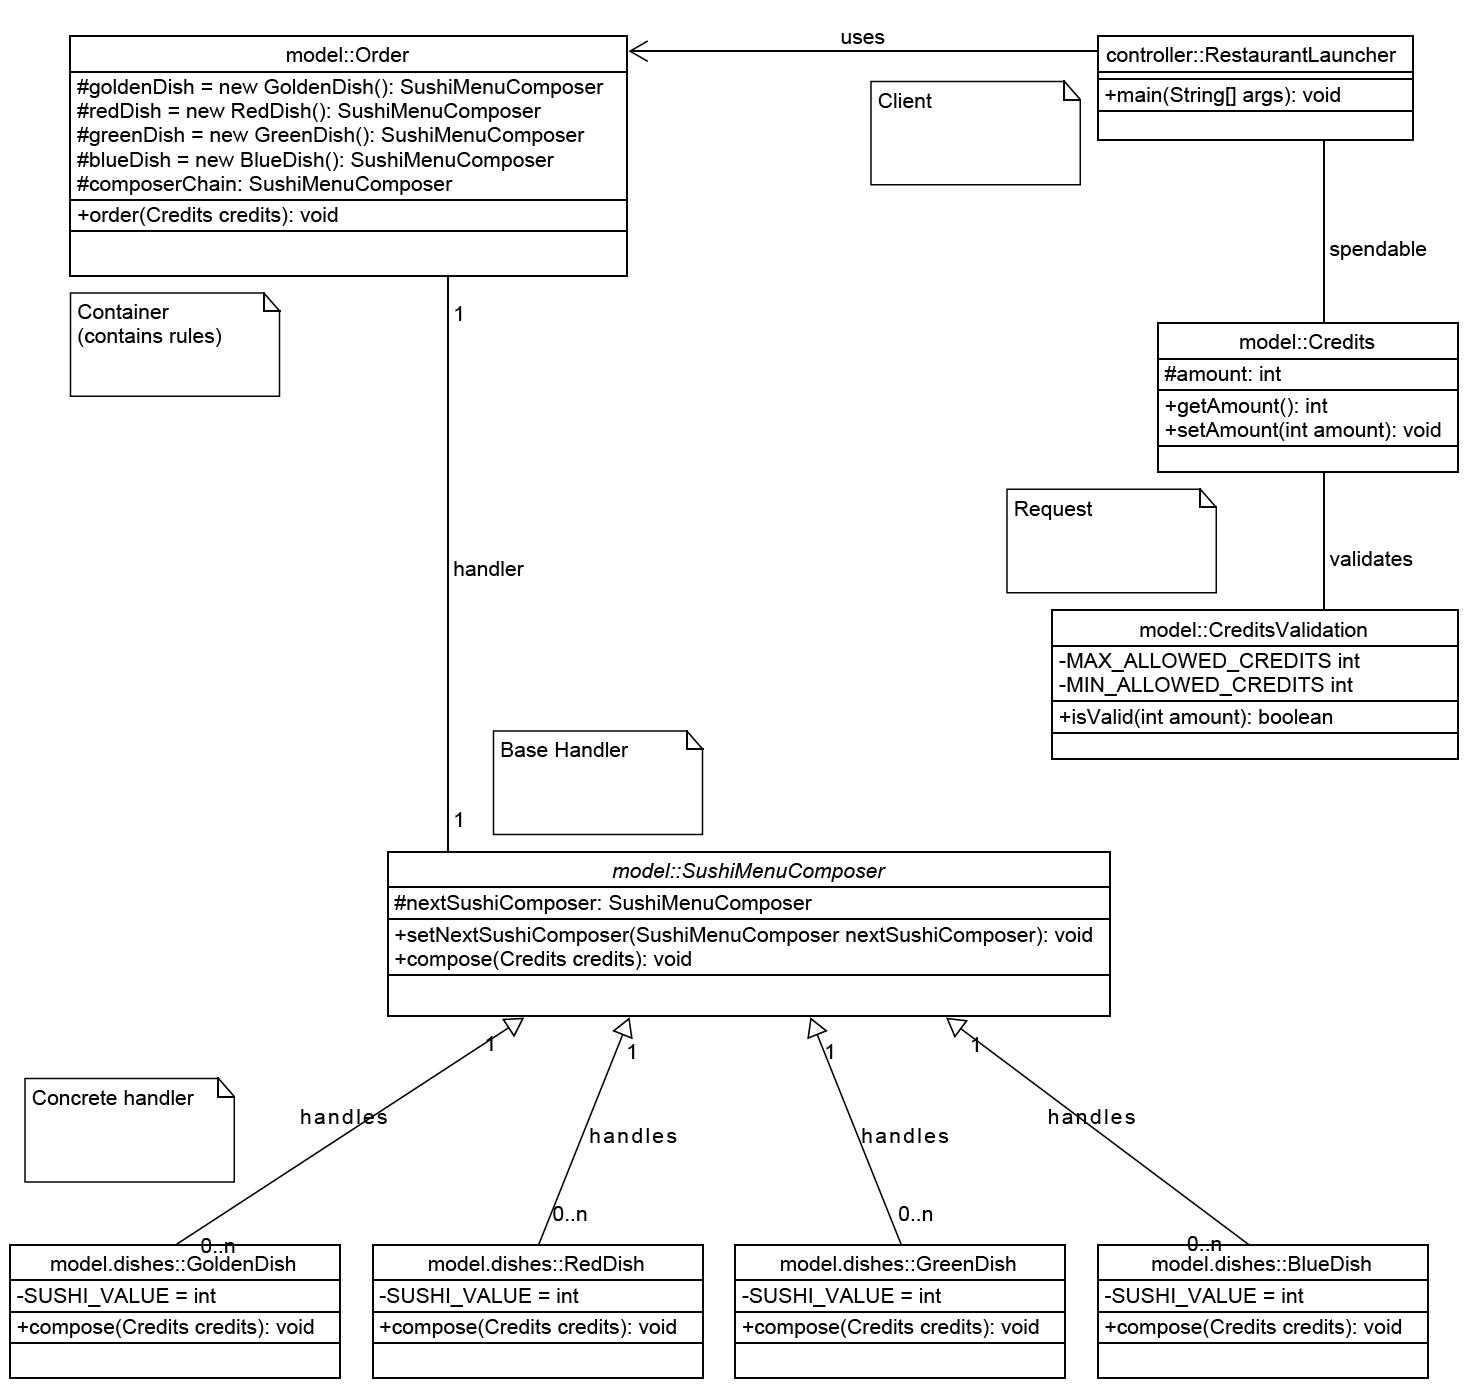 model::Order
#goldenDish = new GoldenDish(): SushiMenuComposer
#redDish = new RedDish(): SushiMenuComposer
#greenDish = new GreenDish(): SushiMenuComposer
#blueDish = new BlueDish(): SushiMenuComposer
#composerChain: SushiMenuComposer
+order(Credits credits): void
uses
controller::RestaurantLauncher
+main(String[] args): void
Client
spendable
Container
(contains rules)
1
model::Credits
#amount: int
+getAmount(): int
+setAmount(int amount): void
Request
handler
validates
model::CreditsValidation
-MAX_ALLOWED_CREDITS int
-MIN_ALLOWED_CREDITS int
+isValid(int amount): boolean
Base Handler
1
model::SushiMenuComposer
#nextSushiComposer: SushiMenuComposer
+setNextSushiComposer(SushiMenuComposer nextSushiComposer): void
+compose(Credits credits): void
1
1
1
1
Concrete handler
handles
handles
handles
handles
0..n
0..n
0..n
0..n
model.dishes::GoldenDish
-SUSHI_VALUE = int
+compose(Credits credits): void
model.dishes::RedDish
-SUSHI_VALUE = int
+compose(Credits credits): void
model.dishes::GreenDish
-SUSHI_VALUE = int
+compose(Credits credits): void
model.dishes::BlueDish
-SUSHI_VALUE = int
+compose(Credits credits): void